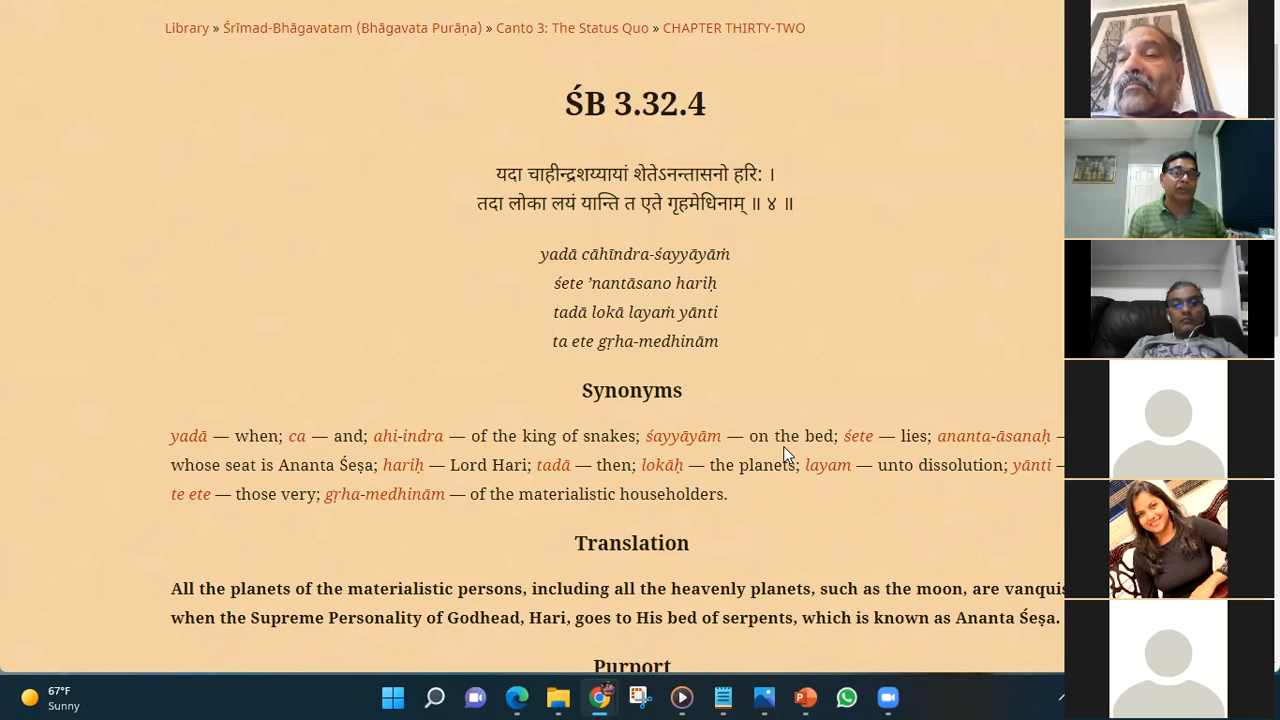 Library » Śrīmad-Bhāgavatam (Bhāgavata Purāṇa) » Canto 3: The Status Quo » CHAPTER THIRTY-TWO
ŚB 3.32.4
यदा चाहीन्द्रशय्यायां शेतेऽनन्तासनो हरि: ।
तदा लोका लयं यान्ति त एते गृहमेधिनाम् ॥ ४ ॥
yadā cāhīndra-śayyāyāṁ
śete ’nantāsano hariḥ
tadā lokā layaṁ yānti
ta ete gṛha-medhinām
Synonyms
yadā — when; ca — and; ahi-indra — of the king of snakes; śayyāyām — on the bed; śete — lies; ananta-āsanaḥ —
whose seat is Ananta Śeṣa; hariḥ — Lord Hari; tadā — then; lokāḥ — the planets; layam — unto dissolution; yānti —
te ete — those very; gṛha-medhinām — of the materialistic householders.
Translation
All the planets of the materialistic persons, including all the heavenly planets, such as the moon, are
when the Supreme Personality of Godhead, Hari, goes to His bed of serpents, which is known as Ananta Śeṣa.
Purport
67°F
Sunny